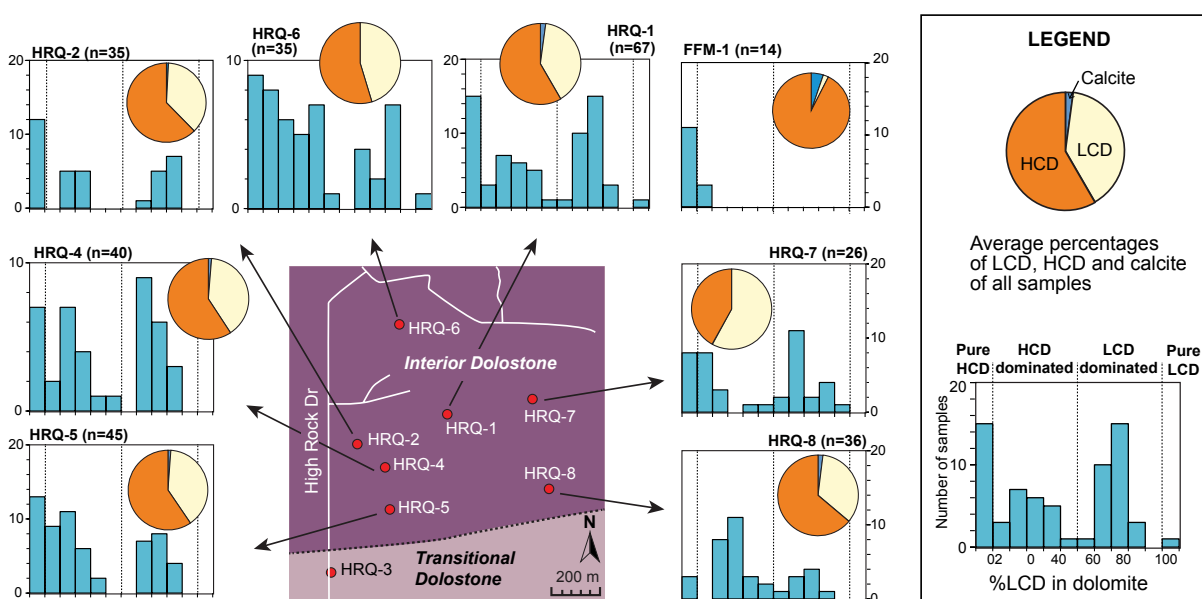 HRQ-2 (n=35)
20
10
0
HRQ-6
(n=35)
10
0
HRQ-1
(n=67)
20
10
0
FFM-1 (n=14)
20
10
0
HRQ-4 (n=40)
10
0
HRQ-7 (n=26)
20
10
0
HRQ-5 (n=45)
20
10
0
HRQ-8 (n=36)
20
10
0
High Rock Dr
HRQ-6
Interior Dolostone
HRQ-7
HRQ-1
HRQ-2
HRQ-4
HRQ-8
HRQ-5
HRQ-3
Transitional
Dolostone
N
200 m
LEGEND
Calcite
HCD
LCD
Average percentages
of LCD, HCD and calcite
of all samples
Pure HCD LCD Pure
HCD dominated dominated LCD
Number of samples
20
10
0
02 0 40 60 80 100
%LCD in dolomite